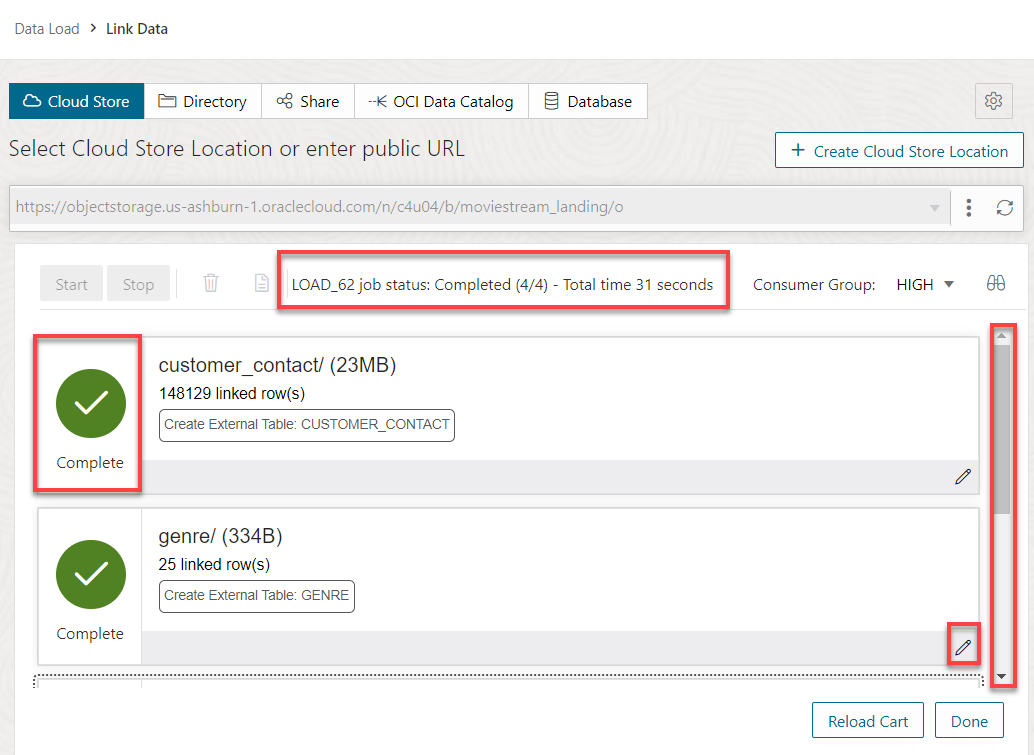 Data Load > Link Data
Cloud Store Directory Share OCI Data Catalog Database
Select Cloud Store Location or enter public URL
+ Create Cloud Store Location
https://objectstorage.us-ashburn-1.oraclecloud.com/n/c4u04/b/moviestream_landing/o
Start Stop LOAD_62 job status: Completed (4/4) - Total time 31 seconds Consumer Group: HIGH
customer_contact/ (23MB)
148129 linked row(s)
Create External Table: CUSTOMER_CONTACT
Complete
genre/ (334B)
25 linked row(s)
Create External Table: GENRE
Complete
Reload Cart Done